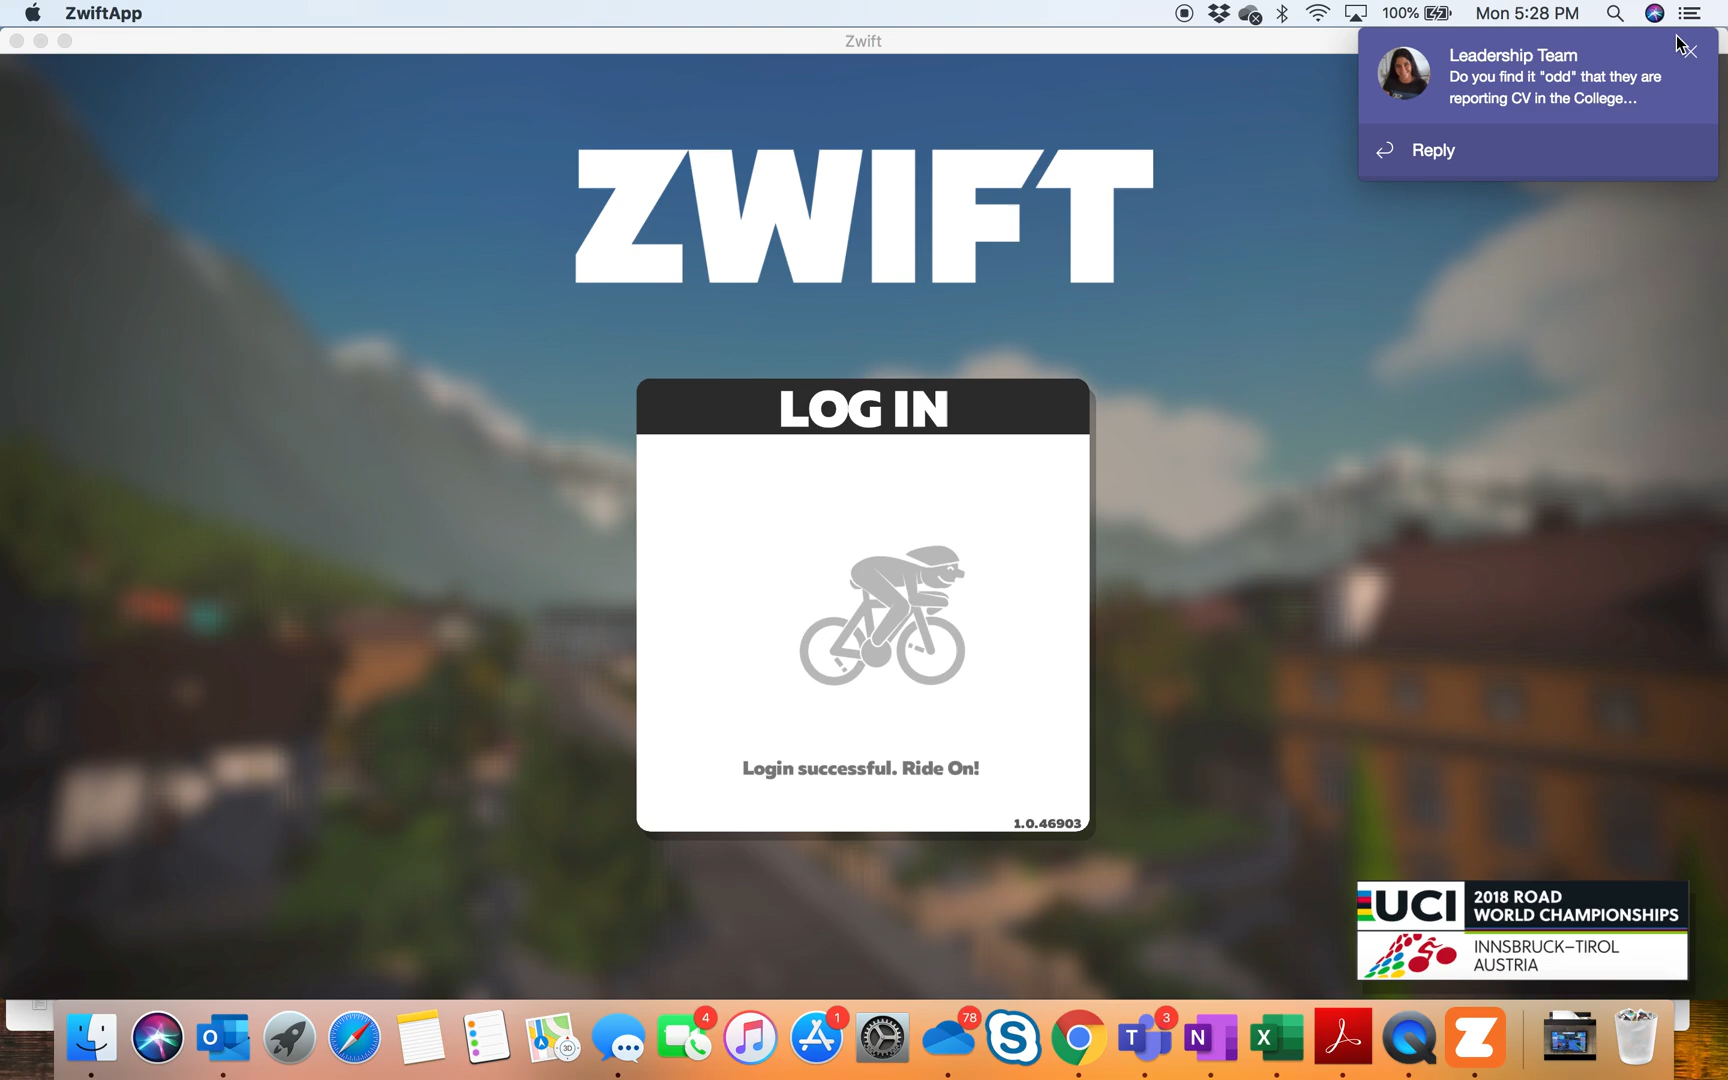 ZwiftApp
100%
Mon 5:28 PM
Zwift
Leadership Team
Do you find it "odd" that they are
reporting CV in the College...
Reply
ZWIFT
LOG IN
Login successful. Ride On!
1.0.46903
UCI
2018 ROAD
WORLD CHAMPIONSHIPS
INNSBRUCK–TIROL
AUSTRIA
4
1
78
3
3D